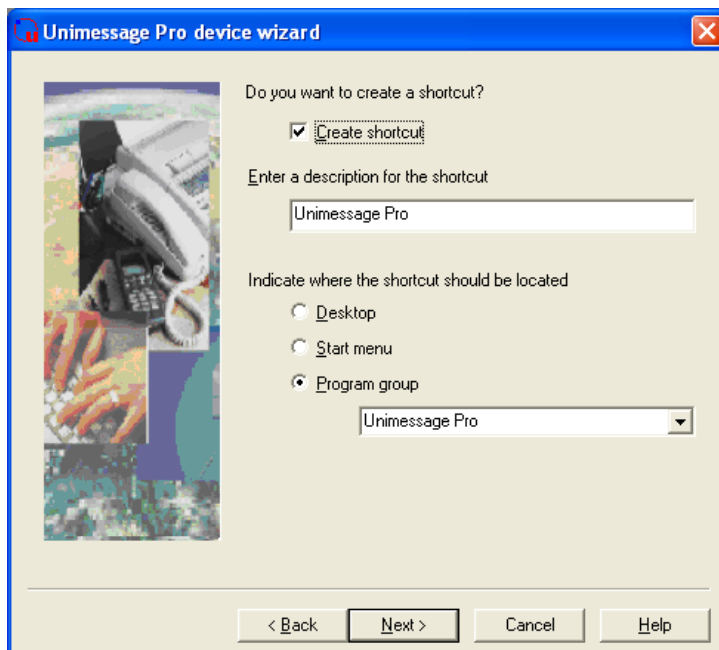 Unimessage Pro device wizard
Do you want to create a shortcut?
Create shortcut
Enter a description for the shortcut
Unimessage Pro
Indicate where the shortcut should be located
Desktop
Start menu
Program group
Unimessage Pro
< Back Next > Cancel Help